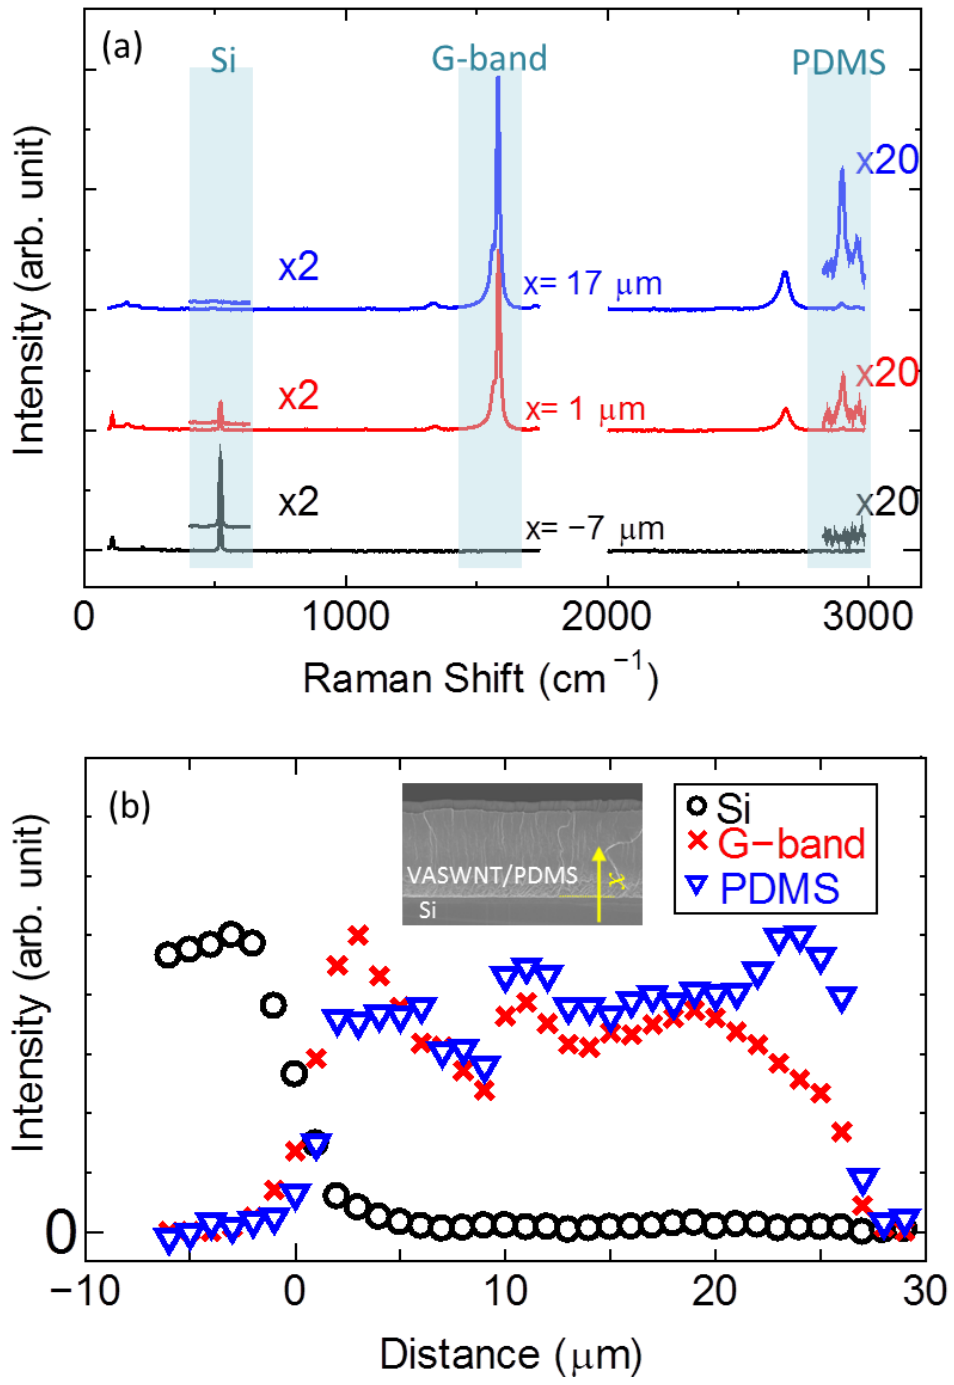 (a)
Si
G-band
PDMS
x20
x2
x= 17 μm
x20
x2
x= 1 μm
x20
x2
x= −7 μm
Intensity (arb. unit)
0 1000 2000 3000
Raman Shift (cm⁻¹)
(b)
VASWNT/PDMS
Si
x
Si
G−band
PDMS
Intensity (arb. unit)
0
−10 0 10 20 30
Distance (μm)